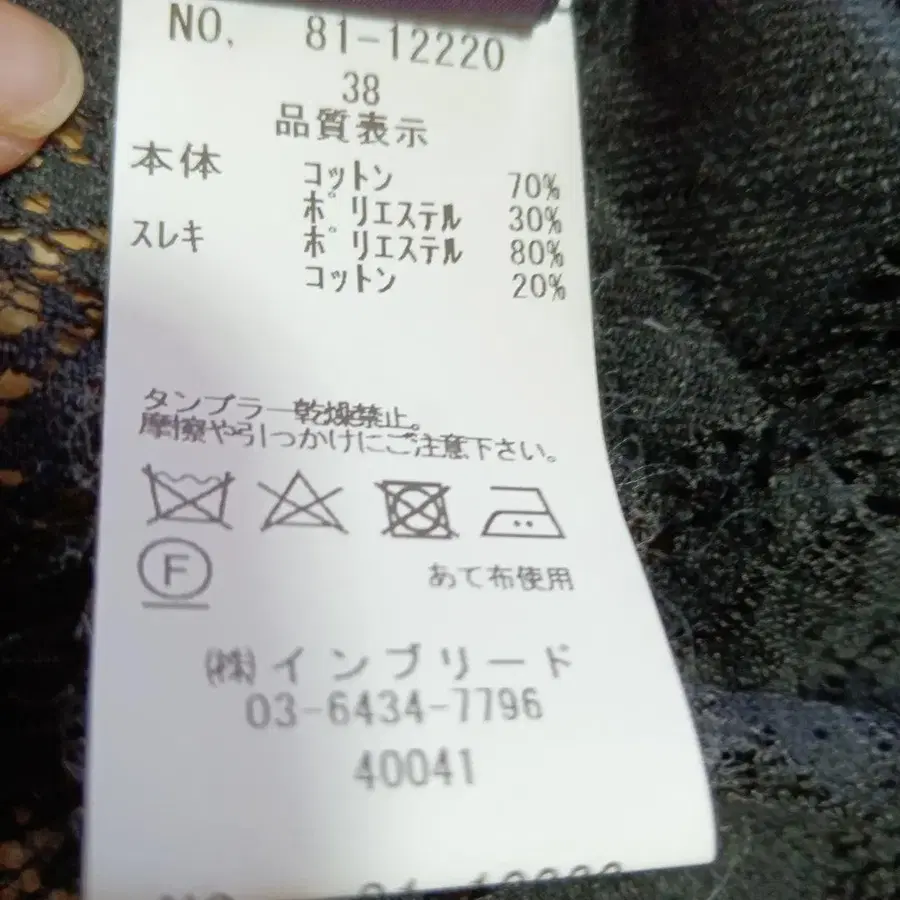 NO. 81-12220
38
品質表示
本体 コットン 70%
ポリエステル 30%
スレキ ポリエステル 80%
コットン 20%
タンブラー乾燥禁止。
摩擦や引っかけにご注意下さい。
F
あて布使用
㈱インブリード
03-6434-7796
40041